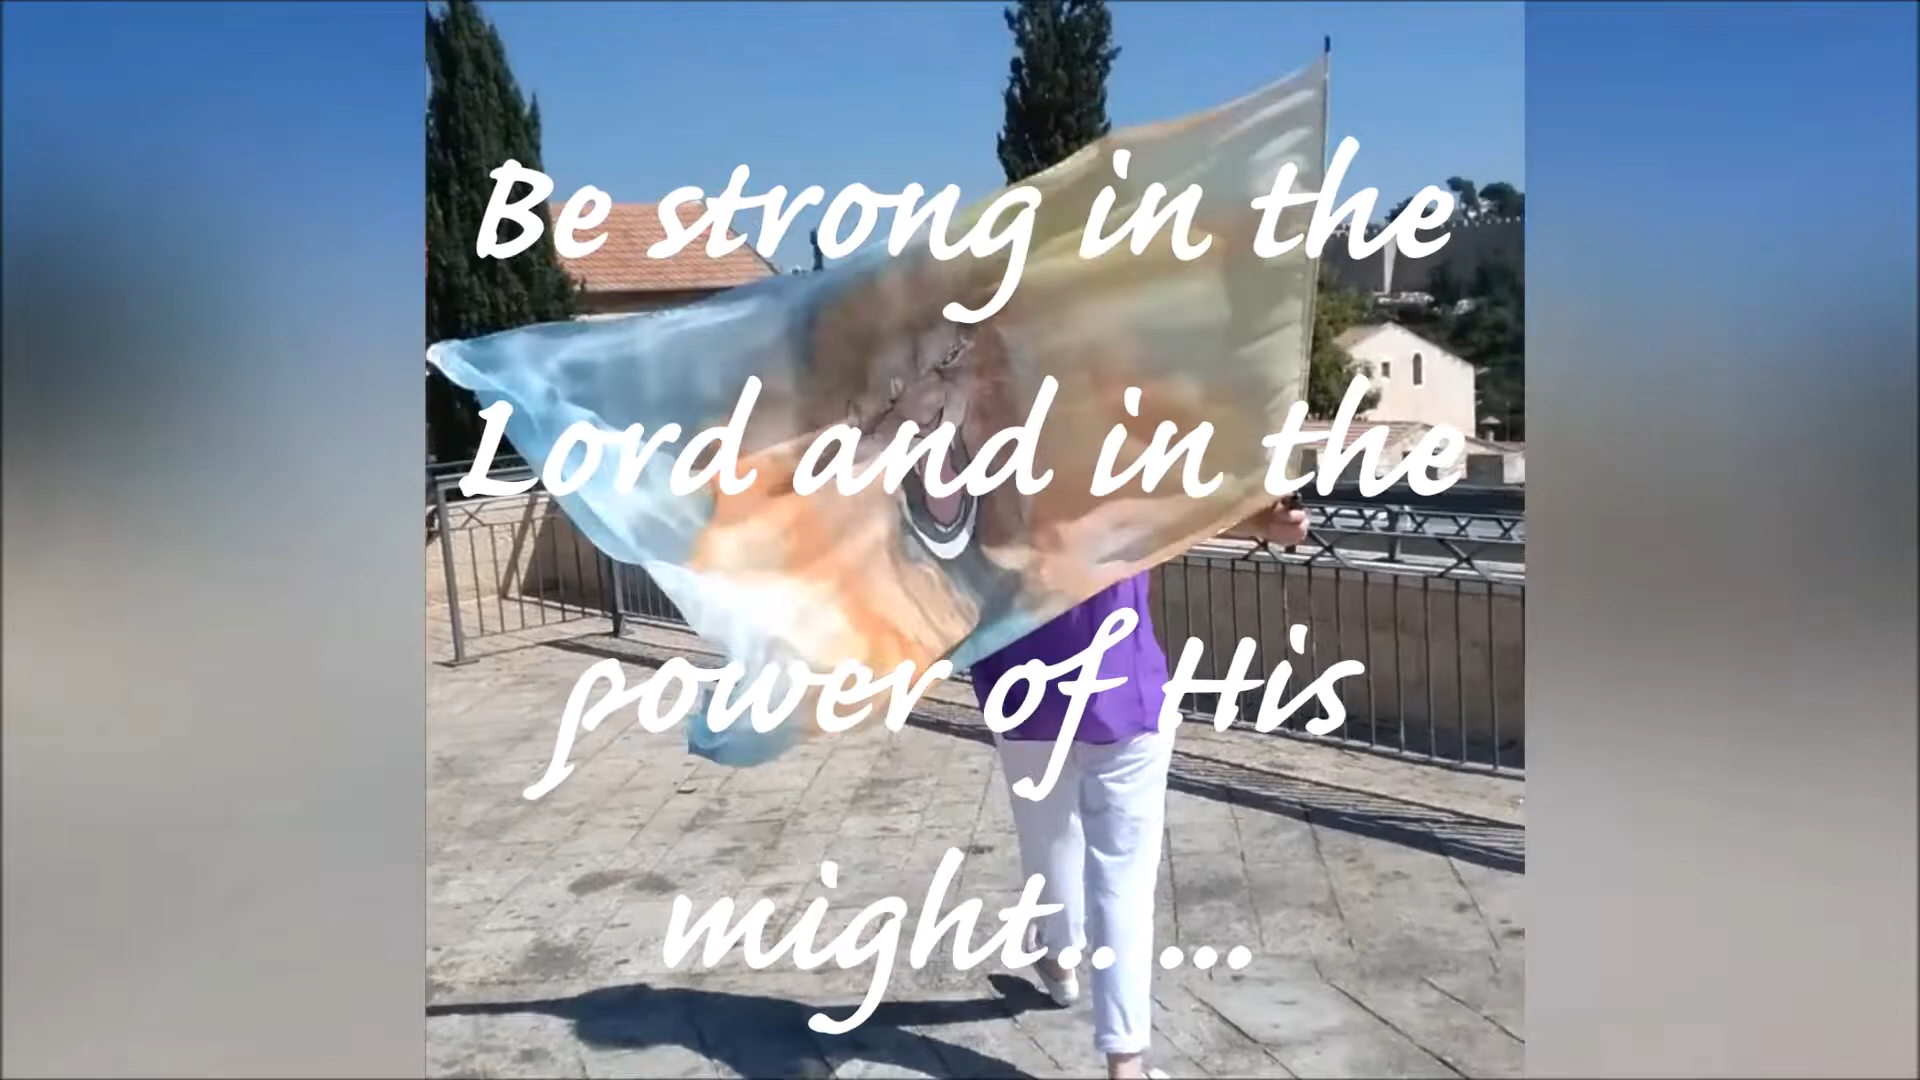 Be strong in the
Lord and in the
power of His
might.. ...